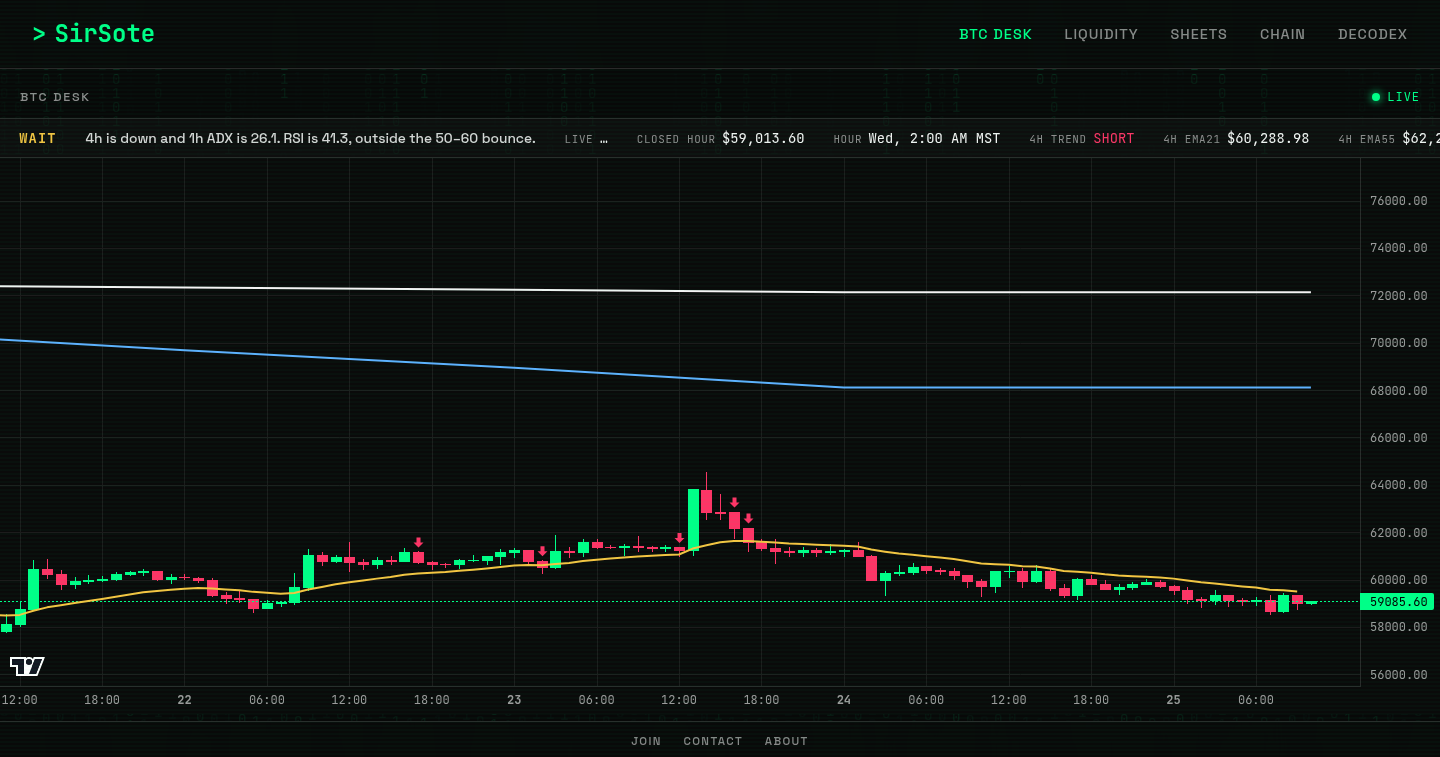 > SirSote
BTC DESK LIQUIDITY SHEETS CHAIN DECODEX
BTC DESK
LIVE
WAIT 4h is down and 1h ADX is 26.1. RSI is 41.3, outside the 50–60 bounce. LIVE … CLOSED HOUR $59,013.60 HOUR Wed, 2:00 AM MST 4H TREND SHORT 4H EMA21 $60,288.98 4H EMA55 $62,2
76000.00
74000.00
72000.00
70000.00
68000.00
66000.00
64000.00
62000.00
60000.00
59085.60
58000.00
56000.00
12:00 18:00 22 06:00 12:00 18:00 23 06:00 12:00 18:00 24 06:00 12:00 18:00 25 06:00
JOIN CONTACT ABOUT